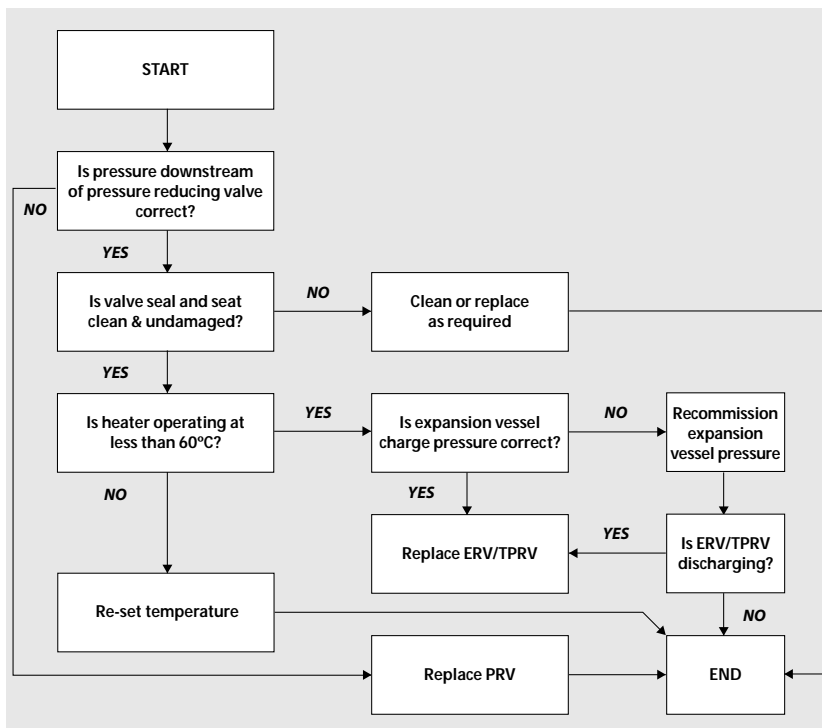 START
Is pressure downstream
of pressure reducing valve
correct?
NO
YES
Is valve seal and seat
clean & undamaged?
NO
Clean or replace
as required
YES
Is heater operating at
less than 60ºC?
YES
Is expansion vessel
charge pressure correct?
NO
Recommission
expansion
vessel pressure
NO
YES
Replace ERV/TPRV
YES
Is ERV/TPRV
discharging?
Re-set temperature
NO
Replace PRV
END